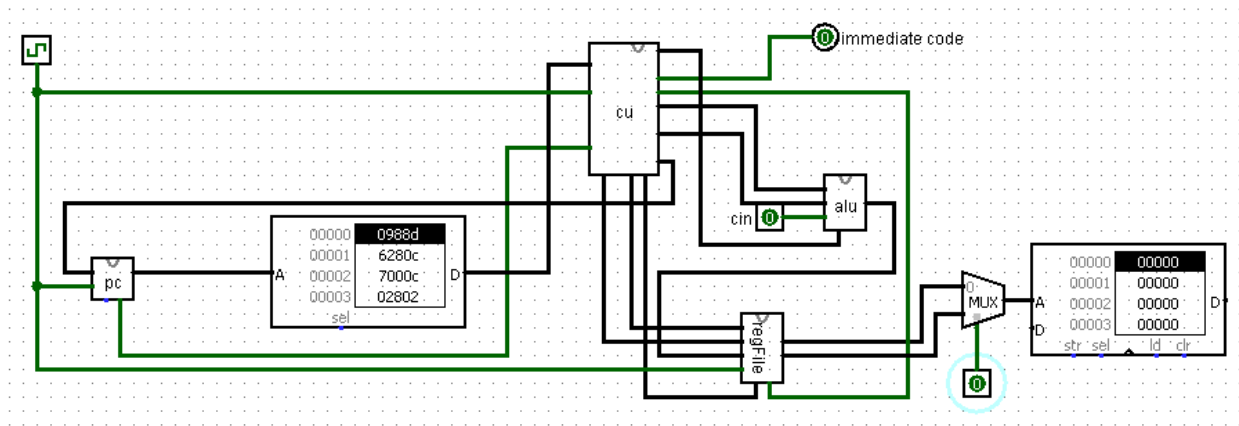 immediate code
cu
cin 0
alu
00000 0988d
00001 6280c
00002 7000c
00003 02802
A
D
sel
pc
regFile
0
MUX
0
00000 00000
00001 00000
00002 00000
00003 00000
A
D
D
str sel ld clr
0